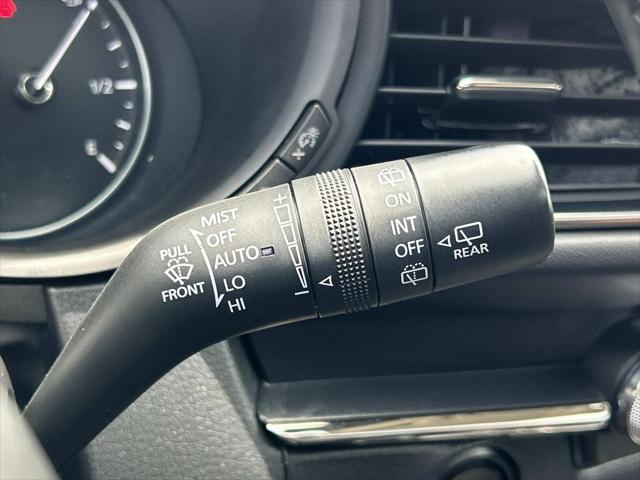 1/2
MIST
OFF
AUTO
LO
HI
PULL
FRONT
+
−
ON
INT
OFF
REAR